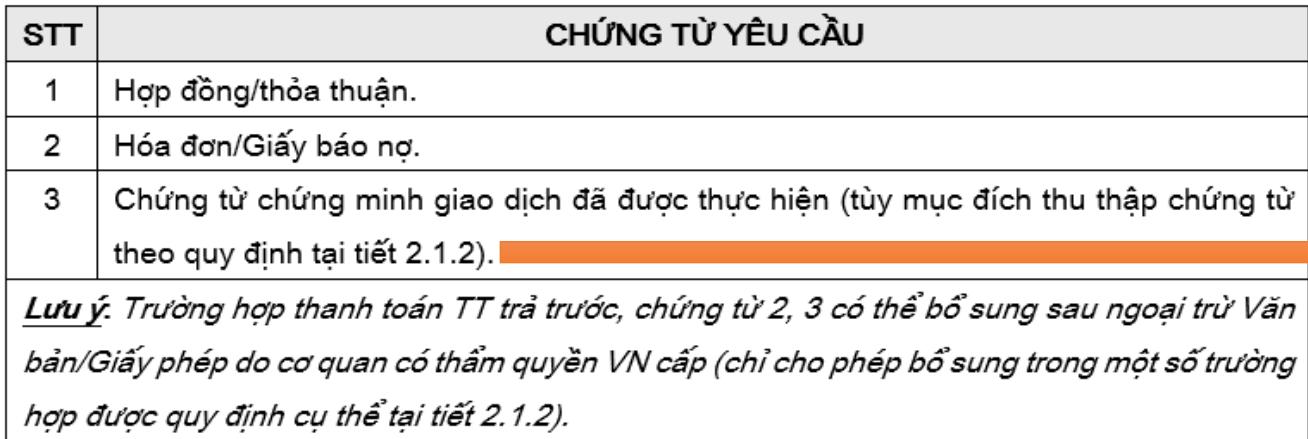 STT CHỨNG TỪ YÊU CẦU
1 Hợp đồng/thỏa thuận.
2 Hóa đơn/Giấy báo nợ.
3 Chứng từ chứng minh giao dịch đã được thực hiện (tùy mục đích thu thập chứng từ
theo quy định tại tiết 2.1.2).
Lưu ý: Trường hợp thanh toán TT trả trước, chứng từ 2, 3 có thể bổ sung sau ngoại trừ Văn
bản/Giấy phép do cơ quan có thẩm quyền VN cấp (chỉ cho phép bổ sung trong một số trường
hợp được quy định cụ thể tại tiết 2.1.2).